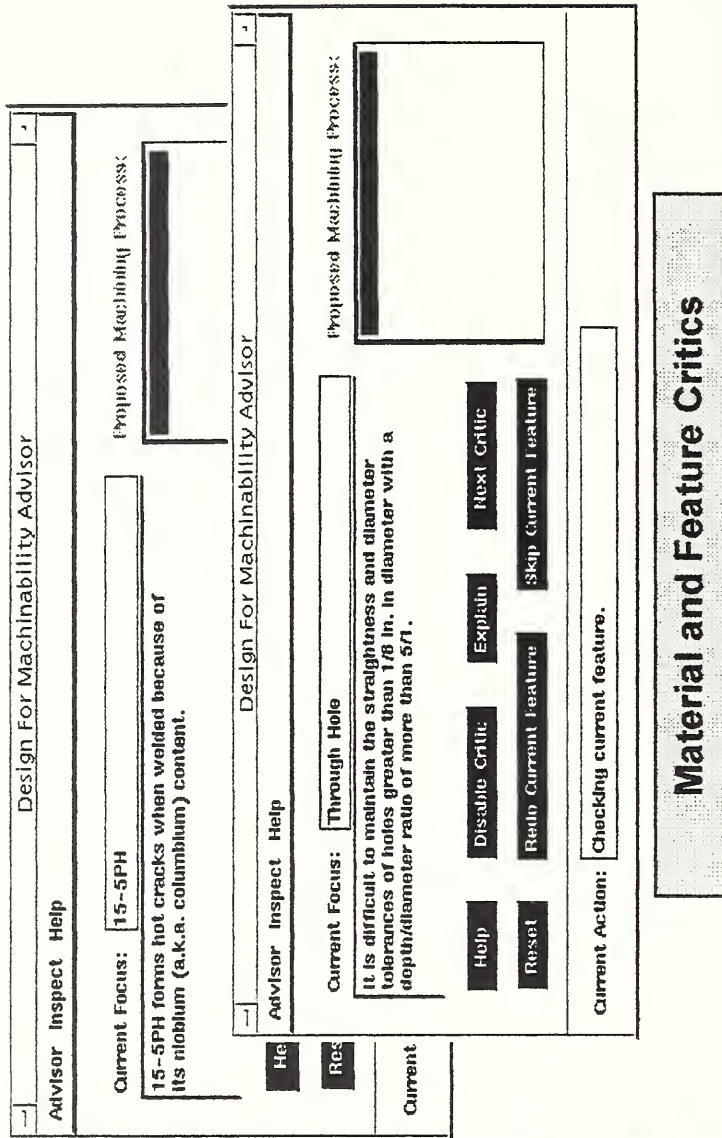 Design For Machinability Advisor
Advisor Inspect Help
Current Focus: 15-5PH
Proposed Machining Process:
15-5PH forms hot cracks when welded because of
its niobium (a.k.a. columbium) content.
He
Res
Current
Design For Machinability Advisor
Advisor Inspect Help
Current Focus: Through Hole
Proposed Machining Process:
It is difficult to maintain the straightness and diameter
tolerances of holes greater than 1/8 in. in diameter with a
depth/diameter ratio of more than 5/1.
Help Disable Critic Explain Next Critic
Reset Redo Current Feature Skip Current Feature
Current Action: Checking current feature.
Material and Feature Critics